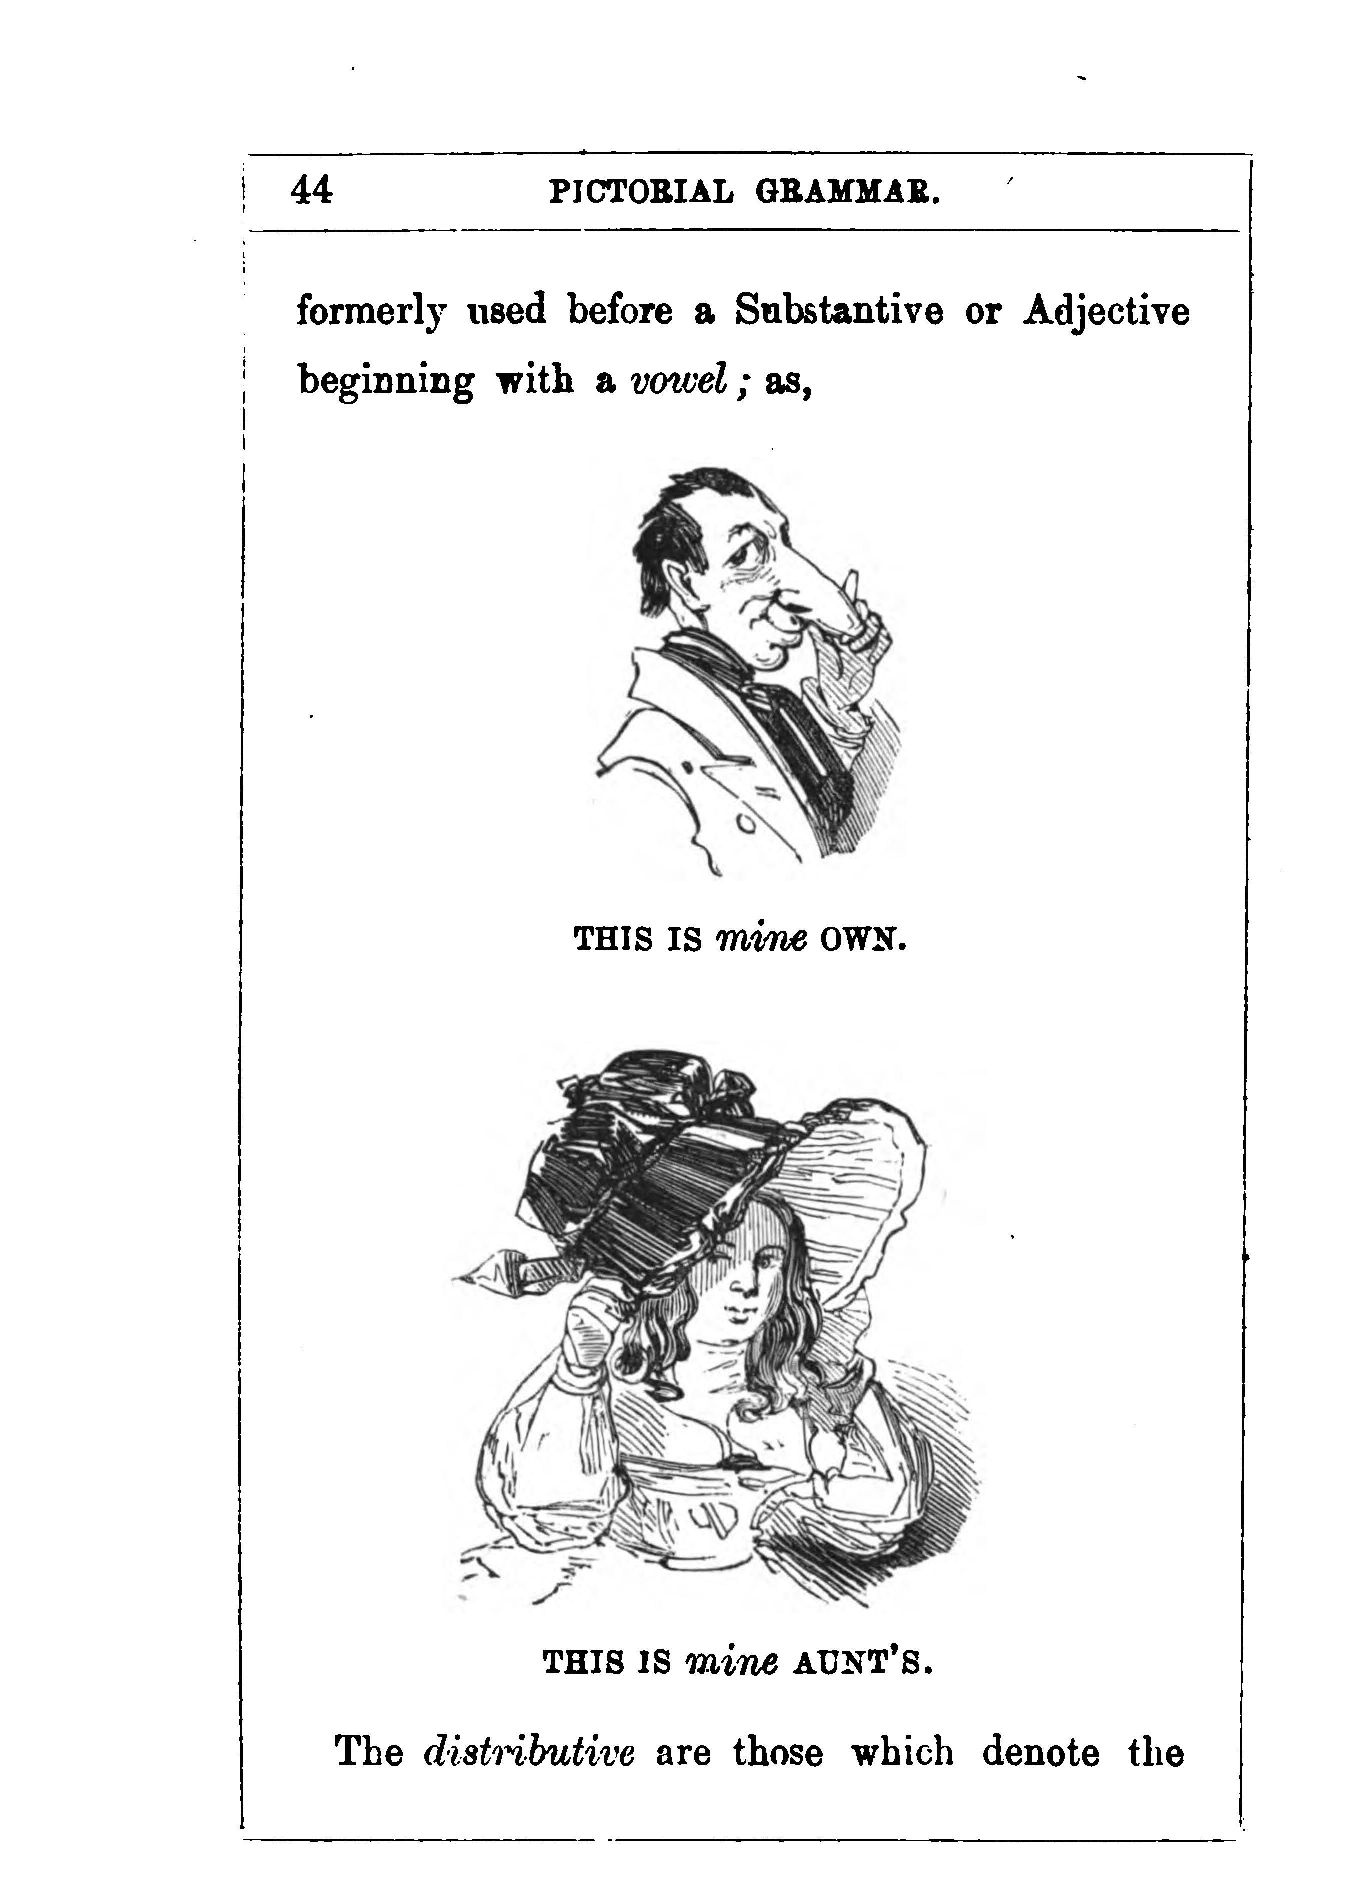 44 PICTORIAL GRAMMAR.
formerly used before a Substantive or Adjective
beginning with a vowel; as,
THIS IS mine OWN.
THIS IS mine AUNT'S.
The distributive are those which denote the